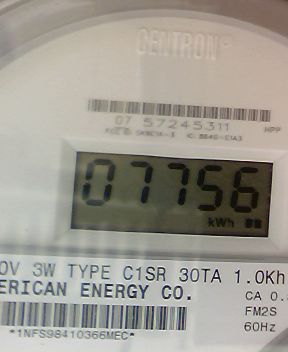 CENTRON®
07 57245311
HPP
07756
kWh
0V 3W TYPE C1SR 30TA 1.0Kh
ERICAN ENERGY CO.
CA 0.
FM2S
*1NFS98410366MEC*
60Hz